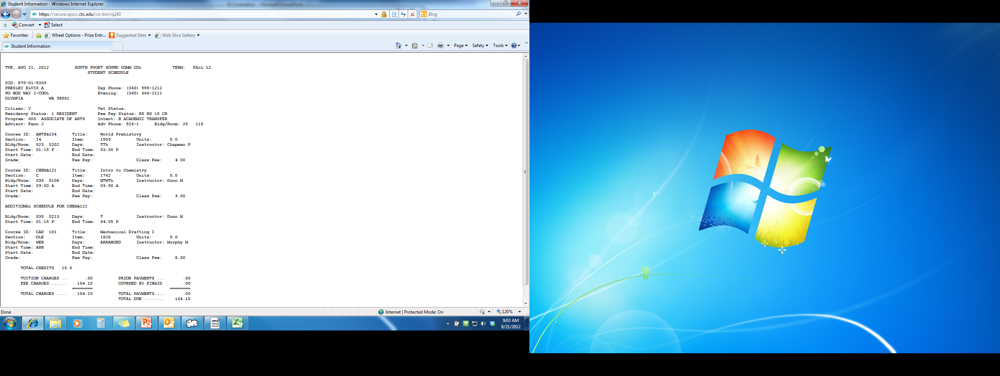 Student Information - Windows Internet Explorer
https://secure.spscc.ctc.edu/cis-bin/rq240
Bing
x Convert Select
Favorites Wheel Options - Prize Entr... Suggested Sites Web Slice Gallery
Student Information
Page Safety Tools
TUE, AUG 21, 2012 SOUTH PUGET SOUND COMM COL TERM: FALL 12
STUDENT SCHEDULE
SID: 875-01-5339
PRESLEY ELVIS A Day Phone: (360) 555-1212
PO BOX WAY 2-COOL Evening: (360) 666-2111
OLYMPIA WA 98501
Citizen: Y Vet Status:
Residency Status: 1 RESIDENT Fee Pay Status: R5 RS 15 CR
Program: 003 ASSOCIATE OF ARTS Intent: B ACADEMIC TRANSFER
Advisor: Fenn J Adv Phone: 526-1 Bldg/Room: 25 115
Course ID: ANTH&104 Title: World Prehistory
Section: I4 Item: 1509 Units: 5.0
Bldg/Room: 023 0202 Days: TTh Instructor: Chapman P
Start Time: 01:15 P End Time: 03:30 P
Start Date: End Date:
Grade: Fee Pay: Class Fee: 4.00
Course ID: CHEM&121 Title: Intro to Chemistry
Section: C Item: 1762 Units: 5.0
Bldg/Room: 035 0108 Days: MTWTh Instructor: Dunn M
Start Time: 09:00 A End Time: 09:50 A
Start Date: End Date:
Grade: Fee Pay: Class Fee: 9.00
ADDITIONAL SCHEDULE FOR CHEM&121
Bldg/Room: 035 0213 Days: T Instructor: Dunn M
Start Time: 01:15 P End Time: 04:05 P
Course ID: CAD 101 Title: Mechanical Drafting I
Section: OLE Item: 1828 Units: 5.0
Bldg/Room: WEB Days: ARRANGED Instructor: Murphy M
Start Time: ARR End Time:
Start Date: End Date:
Grade: Fee Pay: Class Fee: 8.00
TOTAL CREDITS 15.0
TUITION CHARGES .. .00 PRIOR PAYMENTS ... .00
FEE CHARGES....... 104.10 COVERED BY FINAID .00
======== ========
TOTAL CHARGES .... 104.10 TOTAL PAYMENTS.... .00
TOTAL DUE ........ 104.10
Done Internet | Protected Mode: On 120%
9:03 AM
8/21/2012